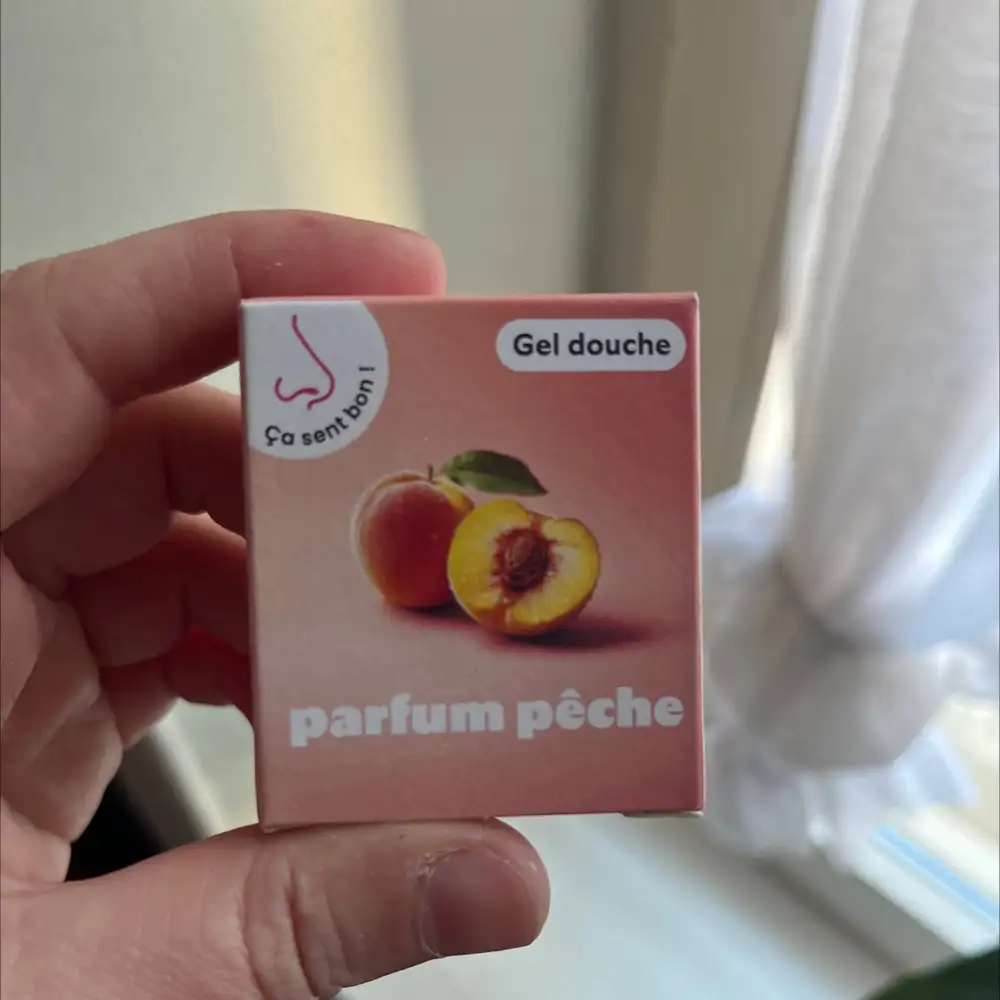 Ça sent bon !
Gel douche
parfum pêche